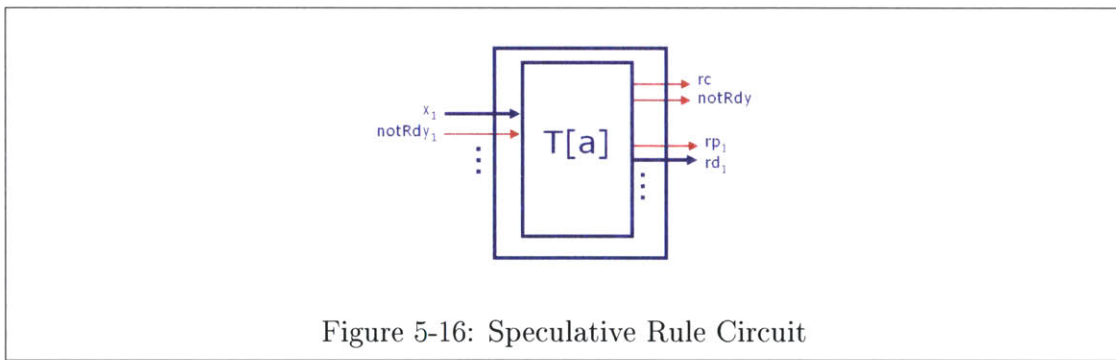 rc
x₁
notRdy
notRdy₁
T[a]
rp₁
rd₁
Figure 5-16: Speculative Rule Circuit